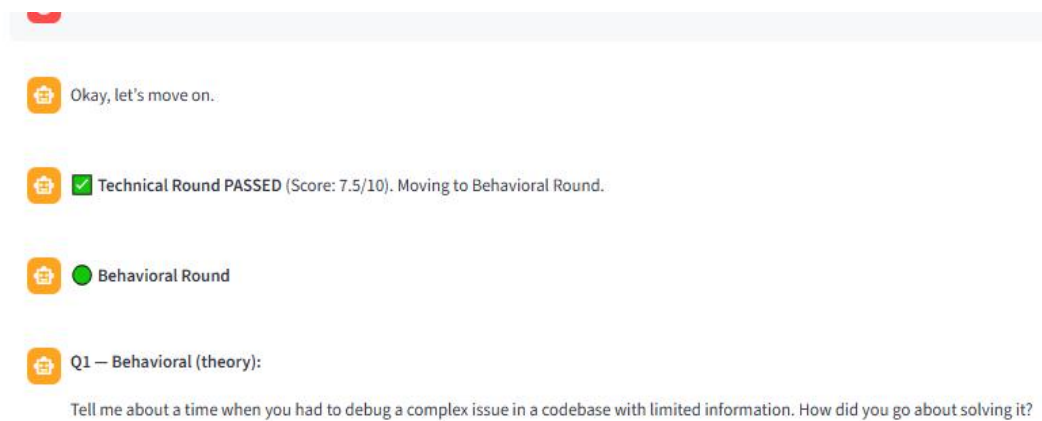 Okay, let's move on.
✅ Technical Round PASSED (Score: 7.5/10). Moving to Behavioral Round.
🟢 Behavioral Round
Q1 — Behavioral (theory):
Tell me about a time when you had to debug a complex issue in a codebase with limited information. How did you go about solving it?